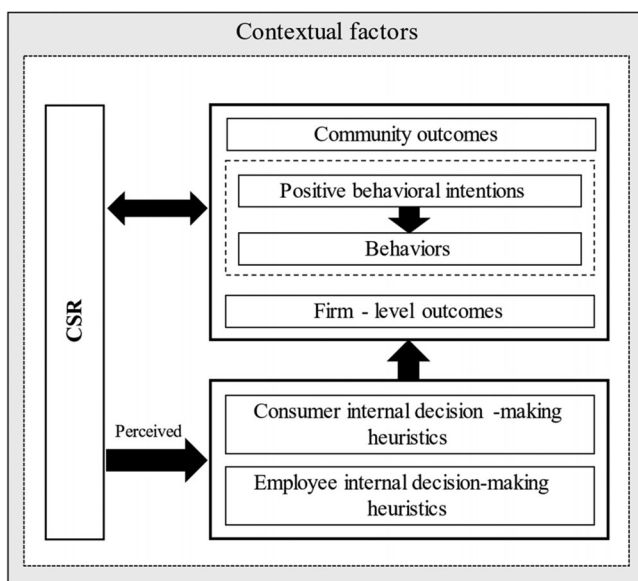 Contextual factors
Community outcomes
Positive behavioral intentions
Behaviors
Firm - level outcomes
CSR
Perceived
Consumer internal decision -making
heuristics
Employee internal decision-making
heuristics